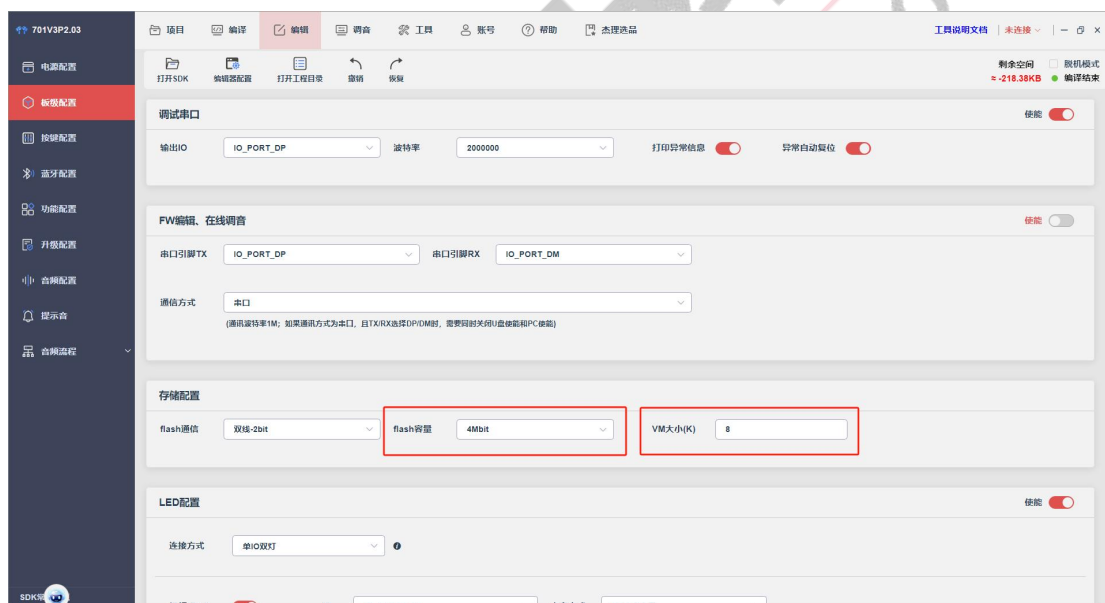 701V3P2.03
项目 编译 编辑 调音 工具 账号 帮助 杰理选品 工具说明文档 未连接
打开SDK 编辑器配置 打开工程目录 撤销 恢复 剩余空间 脱机模式
≈ -218.38KB 编译结束
电源配置
板级配置
按键配置
蓝牙配置
功能配置
升级配置
音频配置
提示音
音频流程
SDK
调试串口 使能
输出IO IO_PORT_DP 波特率 2000000 打印异常信息 异常自动复位
FW编辑、在线调音 使能
串口引脚TX IO_PORT_DP 串口引脚RX IO_PORT_DM
通信方式 串口
(通讯波特率1M; 如果通讯方式为串口, 且TX/RX选择DP/DM时, 需要同时关闭U盘使能和PC使能)
存储配置
flash通信 双线-2bit flash容量 4Mbit VM大小(K) 8
LED配置 使能
连接方式 单IO双灯